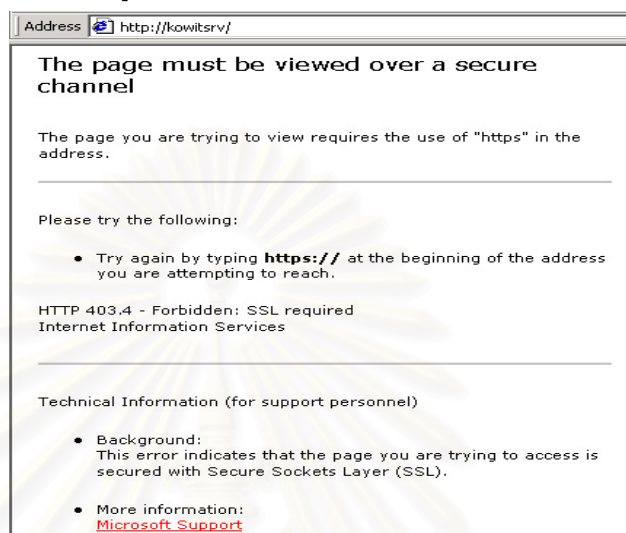 Address http://kowitsrv/
The page must be viewed over a secure
channel
The page you are trying to view requires the use of "https" in the
address.
Please try the following:
• Try again by typing https:// at the beginning of the address
you are attempting to reach.
HTTP 403.4 - Forbidden: SSL required
Internet Information Services
Technical Information (for support personnel)
• Background:
This error indicates that the page you are trying to access is
secured with Secure Sockets Layer (SSL).
• More information:
Microsoft Support